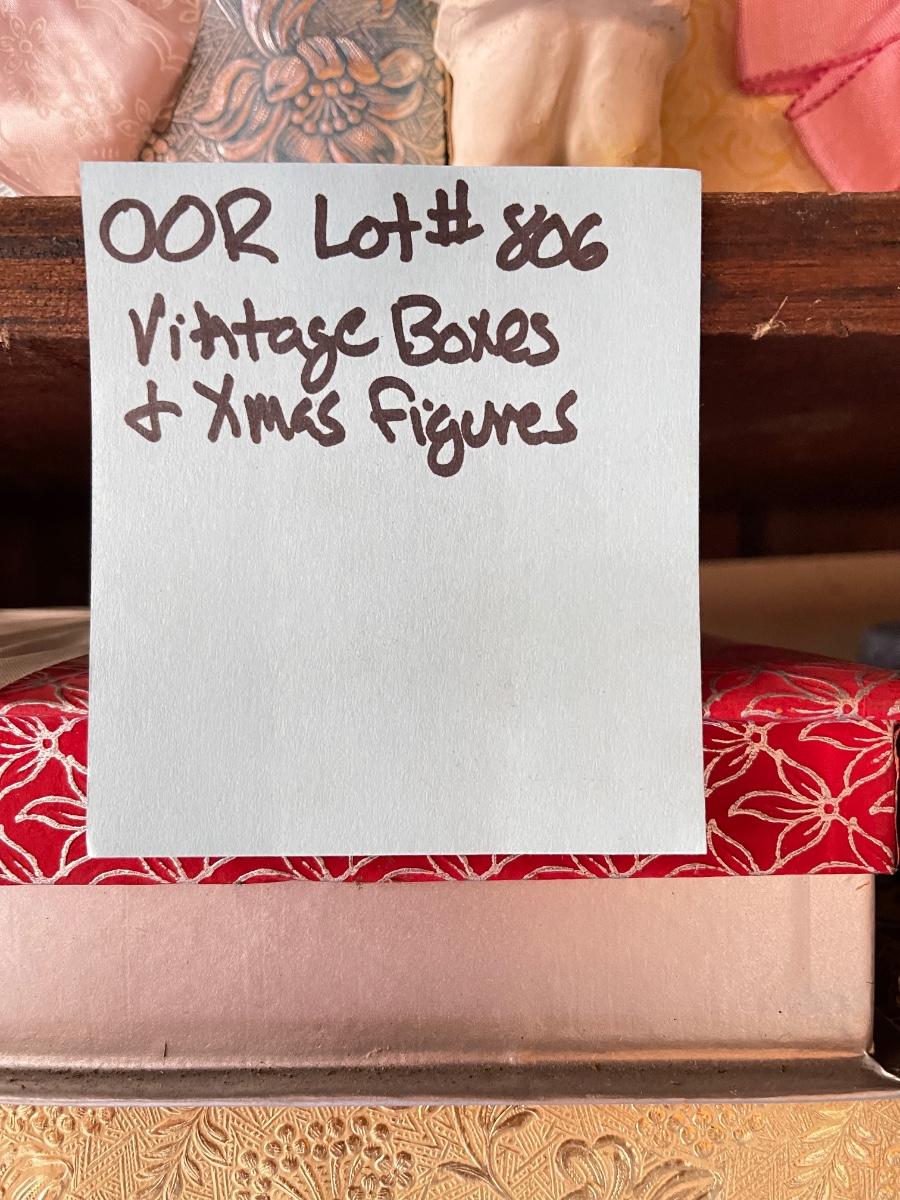 OOR Lot# 806
Vintage Boxes
& Xmas Figures